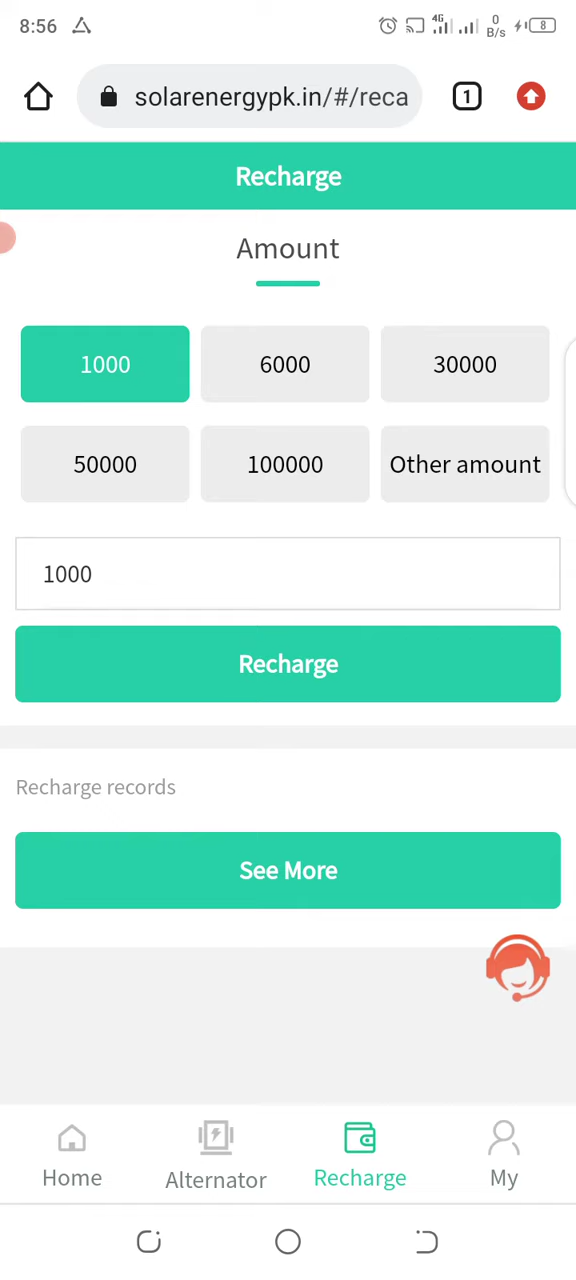 8:56
4G
0
B/s
8
solarenergypk.in/#/reca
1
Recharge
Amount
1000 6000 30000
50000 100000 Other amount
1000
Recharge
Recharge records
See More
Home Alternator Recharge My